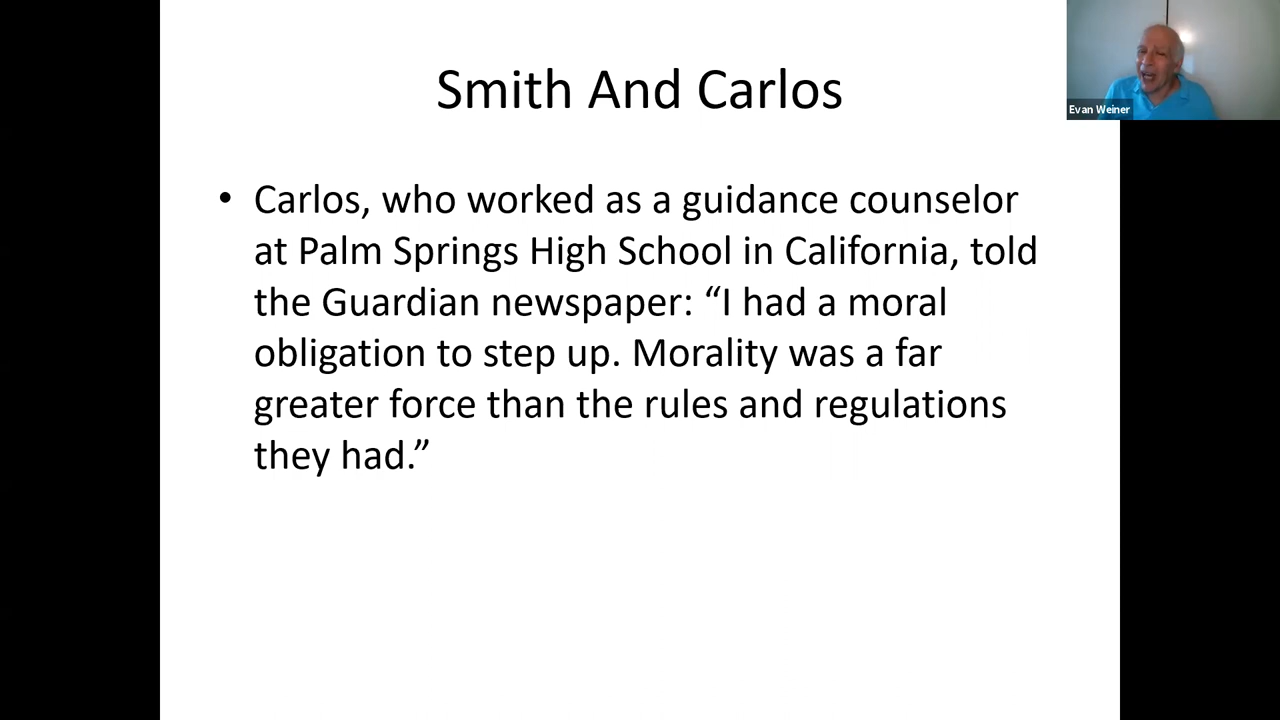 Smith And Carlos
Evan Weiner
• Carlos, who worked as a guidance counselor
at Palm Springs High School in California, told
the Guardian newspaper: “I had a moral
obligation to step up. Morality was a far
greater force than the rules and regulations
they had.”